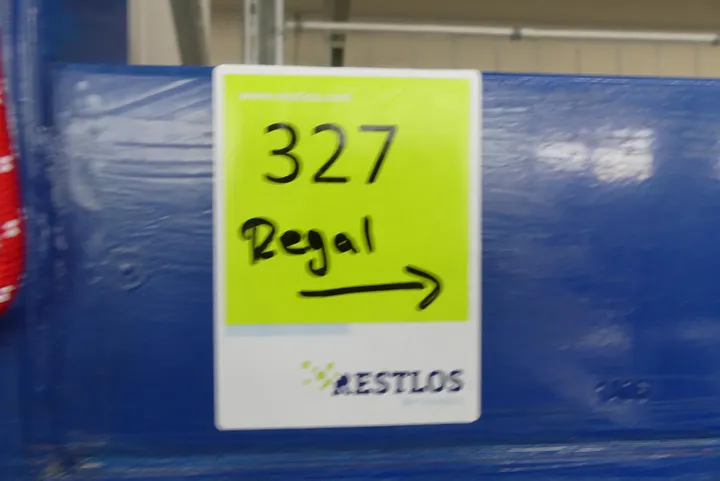 327
Regal
→
RESTLOS